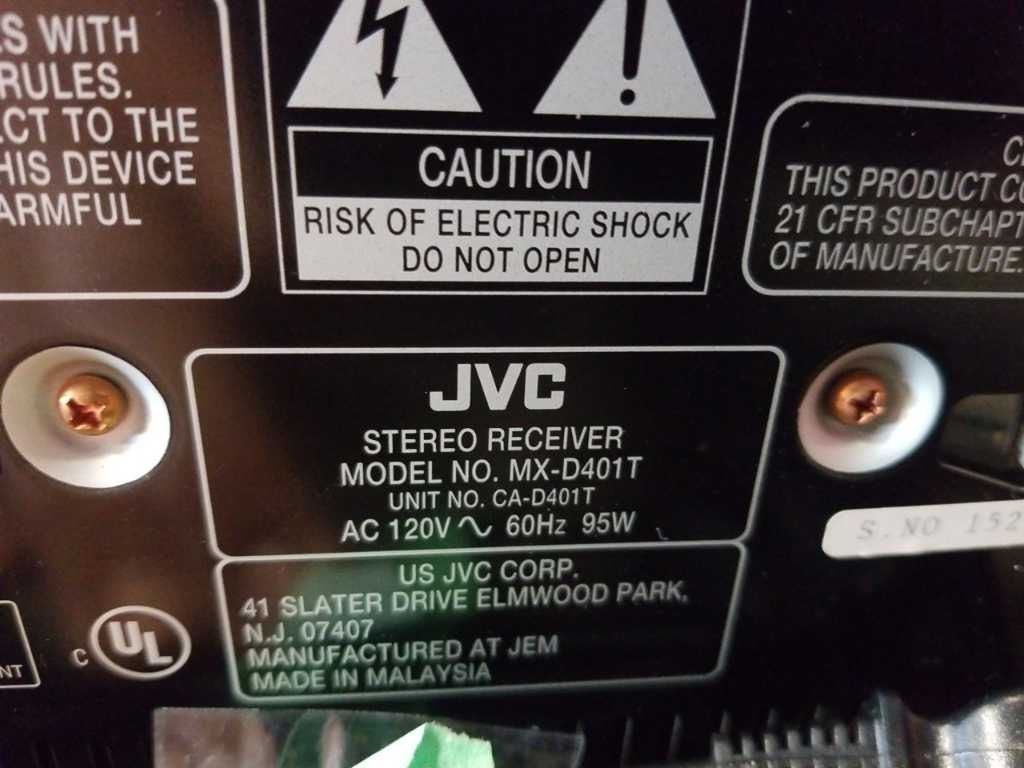 S WITH
RULES.
CT TO THE
HIS DEVICE
ARMFUL
CAUTION
RISK OF ELECTRIC SHOCK
DO NOT OPEN
THIS PRODUCT CO
21 CFR SUBCHAPT
OF MANUFACTURE.
JVC
STEREO RECEIVER
MODEL NO. MX-D401T
UNIT NO. CA-D401T
AC 120V ∿ 60Hz 95W
S.NO 152
US JVC CORP.
41 SLATER DRIVE ELMWOOD PARK,
N.J. 07407
MANUFACTURED AT JEM
MADE IN MALAYSIA
C UL
NT